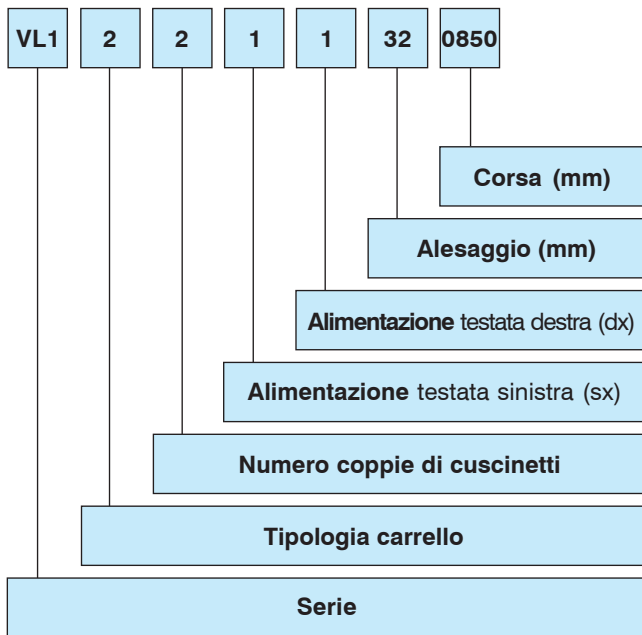 VL1 2 2 1 1 32 0850
Corsa (mm)
Alesaggio (mm)
Alimentazione testata destra (dx)
Alimentazione testata sinistra (sx)
Numero coppie di cuscinetti
Tipologia carrello
Serie